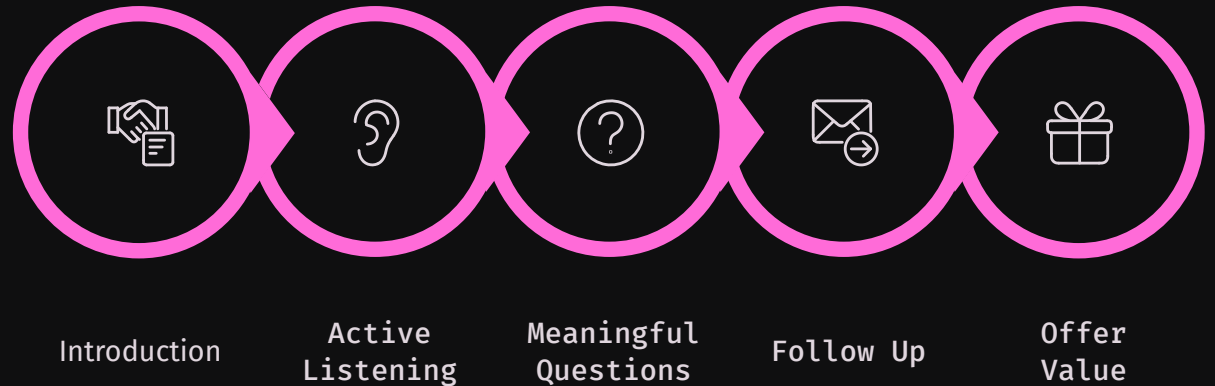 Introduction
Active
Listening
Meaningful
Questions
Follow Up
Offer
Value